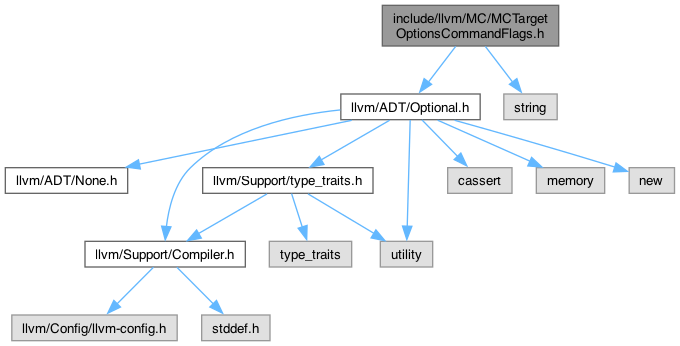 include/llvm/MC/MCTarget
OptionsCommandFlags.h
llvm/ADT/Optional.h
string
llvm/ADT/None.h
llvm/Support/type_traits.h
cassert
memory
new
llvm/Support/Compiler.h
type_traits
utility
llvm/Config/llvm-config.h
stddef.h